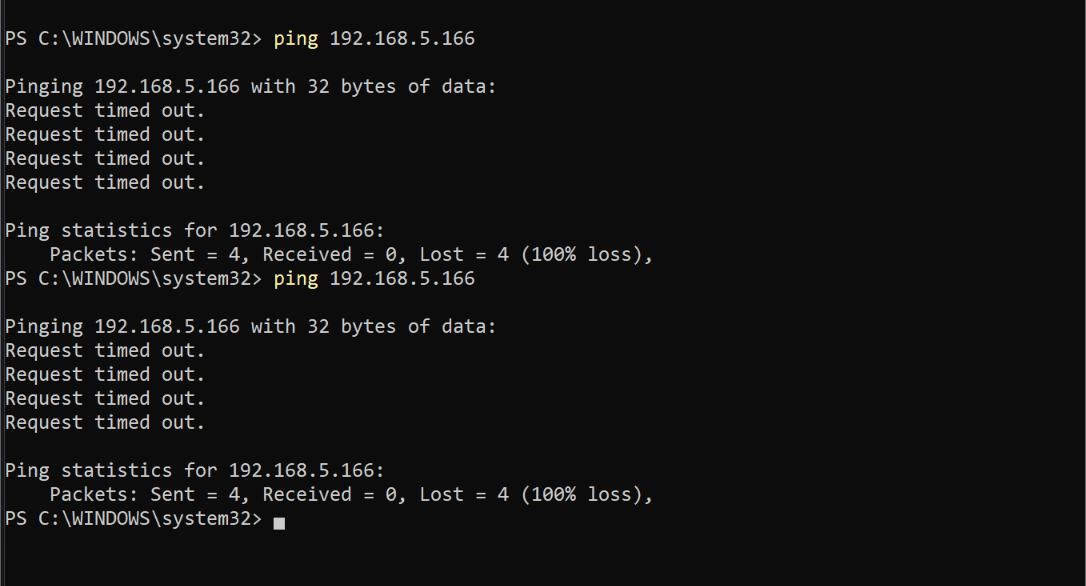 PS C:\WINDOWS\system32> ping 192.168.5.166

Pinging 192.168.5.166 with 32 bytes of data:
Request timed out.
Request timed out.
Request timed out.
Request timed out.

Ping statistics for 192.168.5.166:
    Packets: Sent = 4, Received = 0, Lost = 4 (100% loss),
PS C:\WINDOWS\system32> ping 192.168.5.166

Pinging 192.168.5.166 with 32 bytes of data:
Request timed out.
Request timed out.
Request timed out.
Request timed out.

Ping statistics for 192.168.5.166:
    Packets: Sent = 4, Received = 0, Lost = 4 (100% loss),
PS C:\WINDOWS\system32>